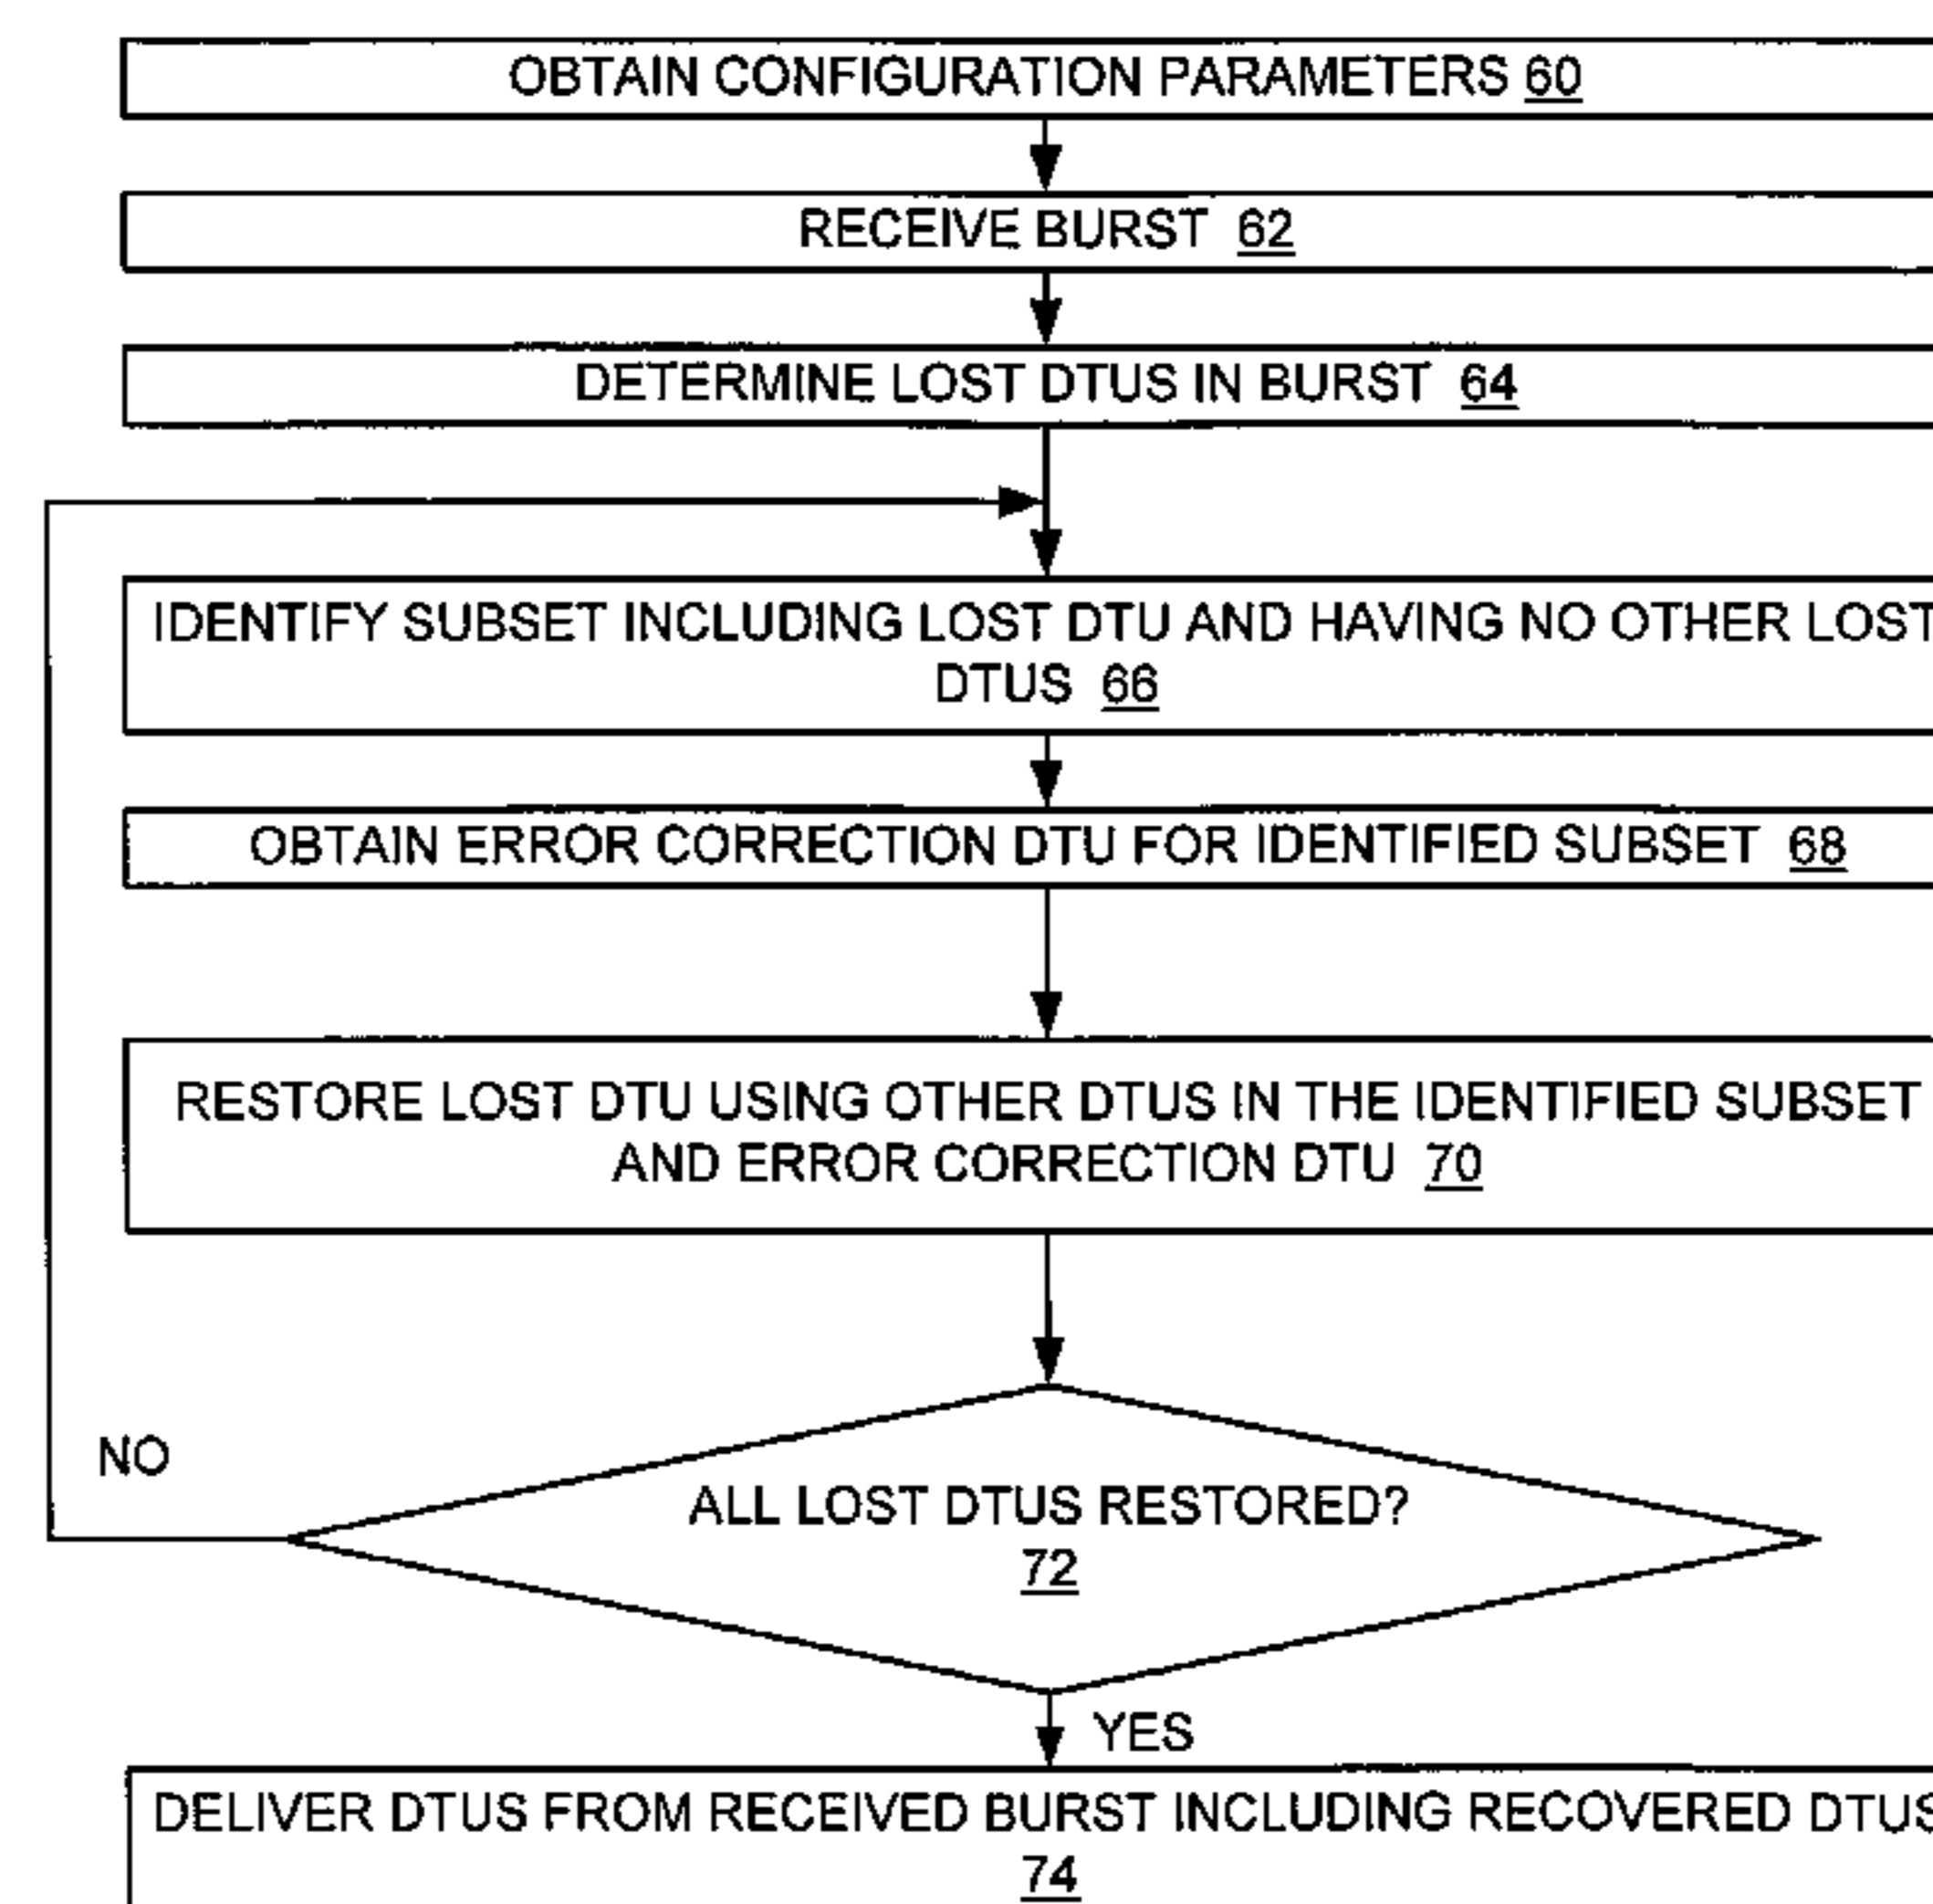 OBTAIN CONFIGURATION PARAMETERS 60
RECEIVE BURST 62
DETERMINE LOST DTUS IN BURST 64
IDENTIFY SUBSET INCLUDING LOST DTU AND HAVING NO OTHER LOST
DTUS 66
OBTAIN ERROR CORRECTION DTU FOR IDENTIFIED SUBSET 68
RESTORE LOST DTU USING OTHER DTUS IN THE IDENTIFIED SUBSET
AND ERROR CORRECTION DTU 70
NO
ALL LOST DTUS RESTORED?
72
YES
DELIVER DTUS FROM RECEIVED BURST INCLUDING RECOVERED DTUS
74